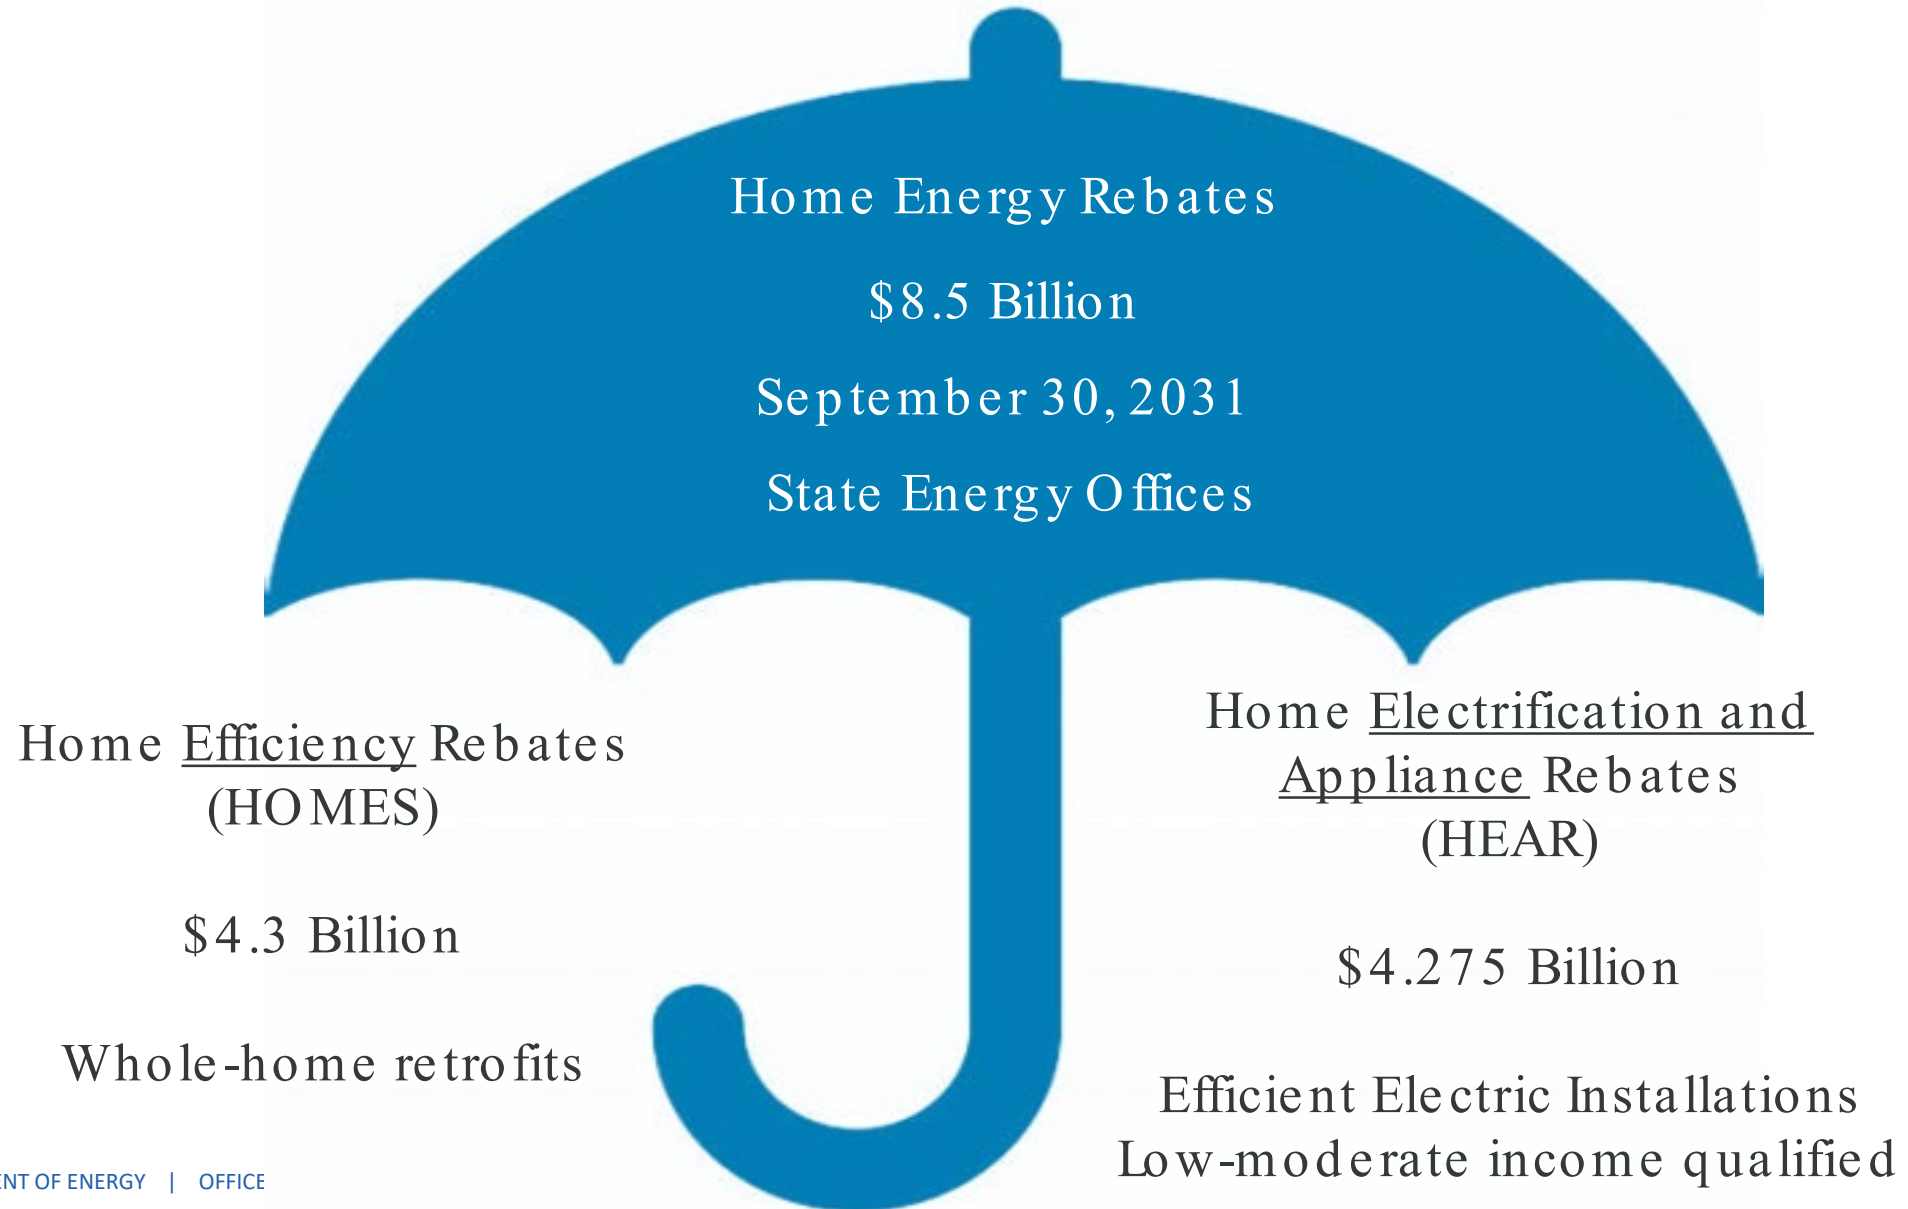 Home Energy Rebates
$8.5 Billion
September 30, 2031
State Energy Offices
Home Efficiency Rebates
(HOMES)
$4.3 Billion
Whole-home retrofits
Home Electrification and
Appliance Rebates
(HEAR)
$4.275 Billion
Efficient Electric Installations
Low-moderate income qualified
ENT OF ENERGY | OFFICE